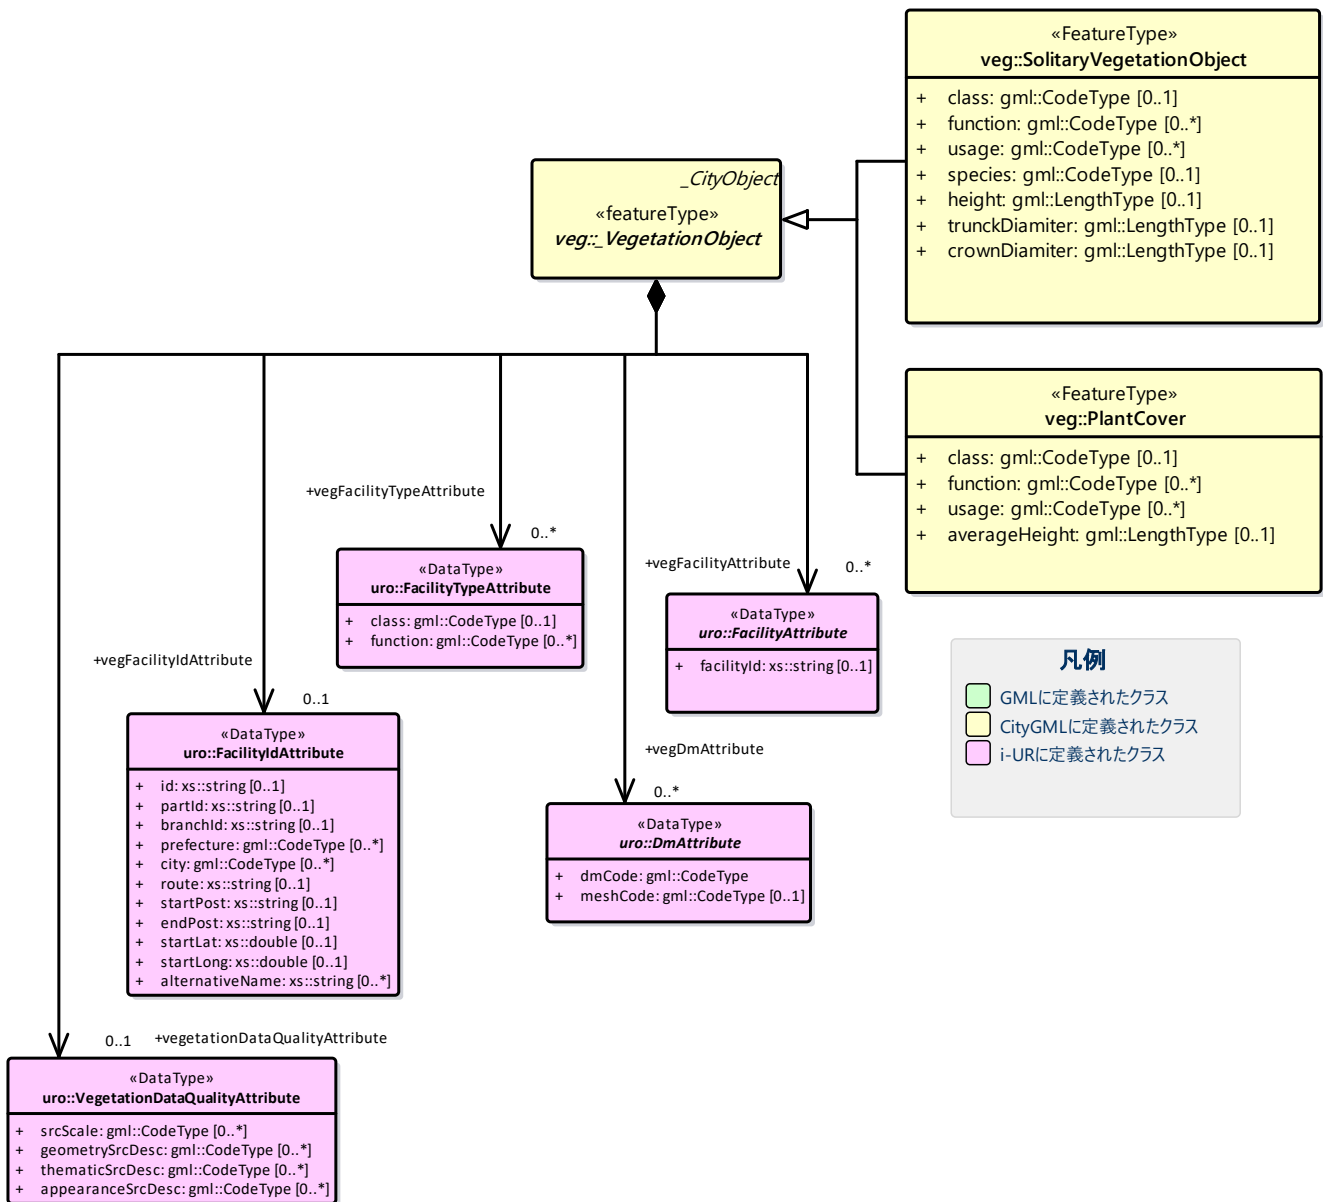 «FeatureType»
veg::SolitaryVegetationObject
+ class: gml::CodeType [0..1]
+ function: gml::CodeType [0..*]
+ usage: gml::CodeType [0..*]
+ species: gml::CodeType [0..1]
+ height: gml::LengthType [0..1]
+ trunckDiamiter: gml::LengthType [0..1]
+ crownDiamiter: gml::LengthType [0..1]
_CityObject
«featureType»
veg::_VegetationObject
«FeatureType»
veg::PlantCover
+ class: gml::CodeType [0..1]
+ function: gml::CodeType [0..*]
+ usage: gml::CodeType [0..*]
+ averageHeight: gml::LengthType [0..1]
+vegFacilityTypeAttribute
0..*
«DataType»
uro::FacilityTypeAttribute
+ class: gml::CodeType [0..1]
+ function: gml::CodeType [0..*]
+vegFacilityAttribute
0..*
«DataType»
uro::FacilityAttribute
+ facilityId: xs::string [0..1]
+vegFacilityIdAttribute
0..1
«DataType»
uro::FacilityIdAttribute
+ id: xs::string [0..1]
+ partId: xs::string [0..1]
+ branchId: xs::string [0..1]
+ prefecture: gml::CodeType [0..*]
+ city: gml::CodeType [0..*]
+ route: xs::string [0..1]
+ startPost: xs::string [0..1]
+ endPost: xs::string [0..1]
+ startLat: xs::double [0..1]
+ startLong: xs::double [0..1]
+ alternativeName: xs::string [0..*]
+vegDmAttribute
0..*
«DataType»
uro::DmAttribute
+ dmCode: gml::CodeType
+ meshCode: gml::CodeType [0..1]
凡例
GMLに定義されたクラス
CityGMLに定義されたクラス
i-URに定義されたクラス
0..1 +vegetationDataQualityAttribute
«DataType»
uro::VegetationDataQualityAttribute
+ srcScale: gml::CodeType [0..*]
+ geometrySrcDesc: gml::CodeType [0..*]
+ thematicSrcDesc: gml::CodeType [0..*]
+ appearanceSrcDesc: gml::CodeType [0..*]